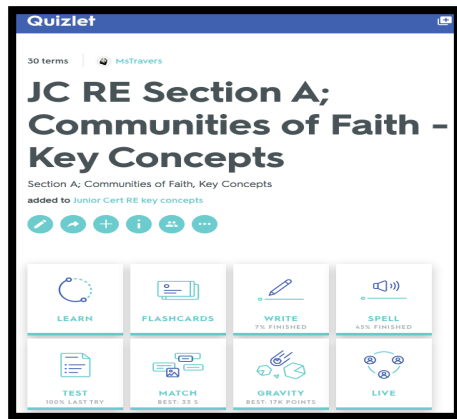 Quizlet
30 terms MsTravers
JC RE Section A;
Communities of Faith -
Key Concepts
Section A; Communities of Faith, Key Concepts
added to Junior Cert RE key concepts
LEARN FLASHCARDS WRITE SPELL
7% FINISHED 45% FINISHED
TEST MATCH GRAVITY LIVE
100% LAST TRY BEST: 33 S BEST: 17K POINTS